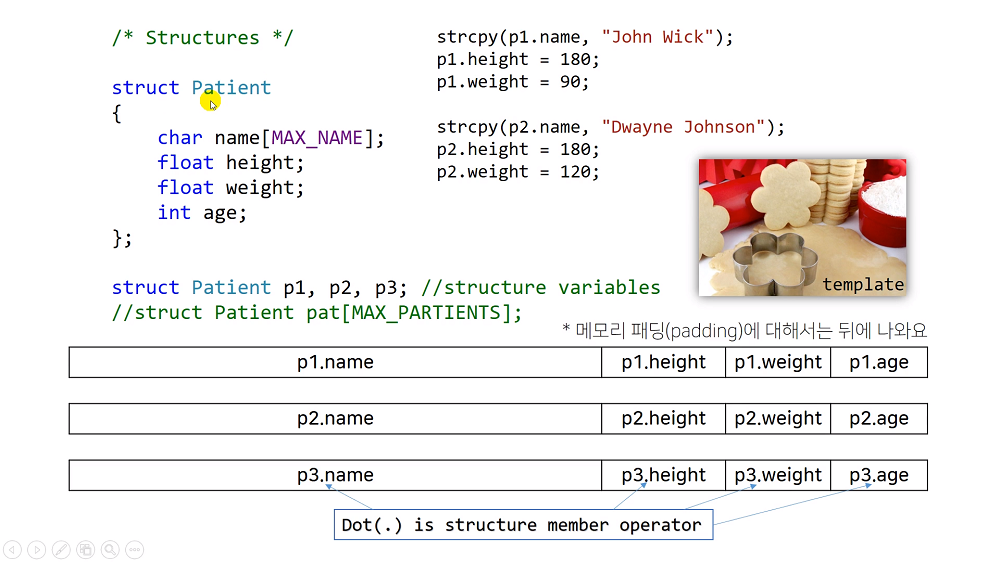 /* Structures */
struct Patient
{
char name[MAX_NAME];
float height;
float weight;
int age;
};
struct Patient p1, p2, p3; //structure variables
//struct Patient pat[MAX_PARTIENTS];
strcpy(p1.name, "John Wick");
p1.height = 180;
p1.weight = 90;
strcpy(p2.name, "Dwayne Johnson");
p2.height = 180;
p2.weight = 120;
template
* 메모리 패딩(padding)에 대해서는 뒤에 나와요
p1.name p1.height p1.weight p1.age
p2.name p2.height p2.weight p2.age
p3.name p3.height p3.weight p3.age
Dot(.) is structure member operator